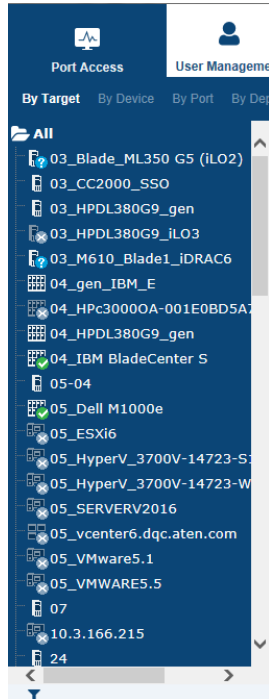 Port Access
User Manageme
By Target By Device By Port By Dep
All
03_Blade_ML350 G5 (iLO2)
03_CC2000_SSO
03_HPDL380G9_gen
03_HPDL380G9_iLO3
03_M610_Blade1_iDRAC6
04_gen_IBM_E
04_HPc3000OA-001E0BD5A7
04_HPDL380G9_gen
04_IBM BladeCenter S
05-04
05_Dell M1000e
05_ESXi6
05_HyperV_3700V-14723-S
05_HyperV_3700V-14723-W
05_SERVERV2016
05_vcenter6.dqc.aten.com
05_VMware5.1
05_VMWARE5.5
07
10.3.166.215
24